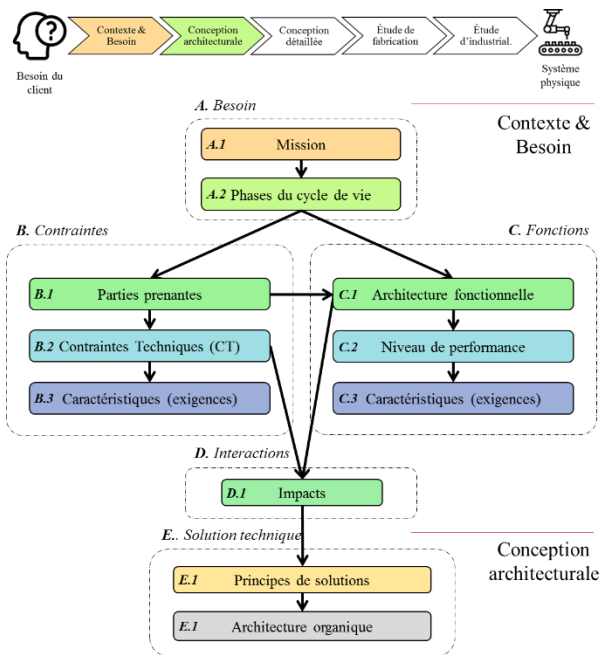 Contexte &
Besoin
Conception
architecturale
Conception
détaillée
Étude de
fabrication
Étude
d'industrial.
Besoin du
client
Système
physique
A. Besoin
Contexte &
Besoin
A.1 Mission
A.2 Phases du cycle de vie
B. Contraintes
C. Fonctions
B.1 Parties prenantes
C.1 Architecture fonctionnelle
B.2 Contraintes Techniques (CT)
C.2 Niveau de performance
B.3 Caractéristiques (exigences)
C.3 Caractéristiques (exigences)
D. Interactions
D.1 Impacts
E.. Solution technique
Conception
architecturale
E.1 Principes de solutions
E.1 Architecture organique